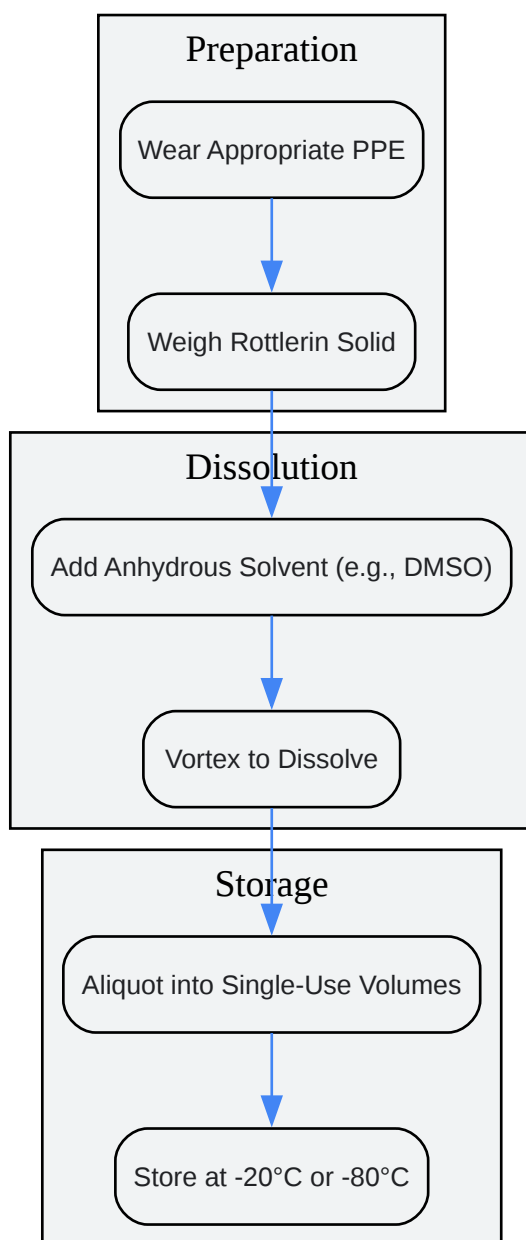 Preparation
Wear Appropriate PPE
Weigh Rottlerin Solid
Dissolution
Add Anhydrous Solvent (e.g., DMSO)
Vortex to Dissolve
Storage
Aliquot into Single-Use Volumes
Store at -20°C or -80°C